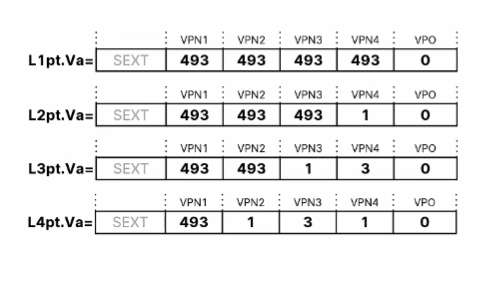 VPN1 VPN2 VPN3 VPN4 VPO
L1pt.Va= SEXT 493 493 493 493 0
VPN1 VPN2 VPN3 VPN4 VPO
L2pt.Va= SEXT 493 493 493 1 0
VPN1 VPN2 VPN3 VPN4 VPO
L3pt.Va= SEXT 493 493 1 3 0
VPN1 VPN2 VPN3 VPN4 VPO
L4pt.Va= SEXT 493 1 3 1 0